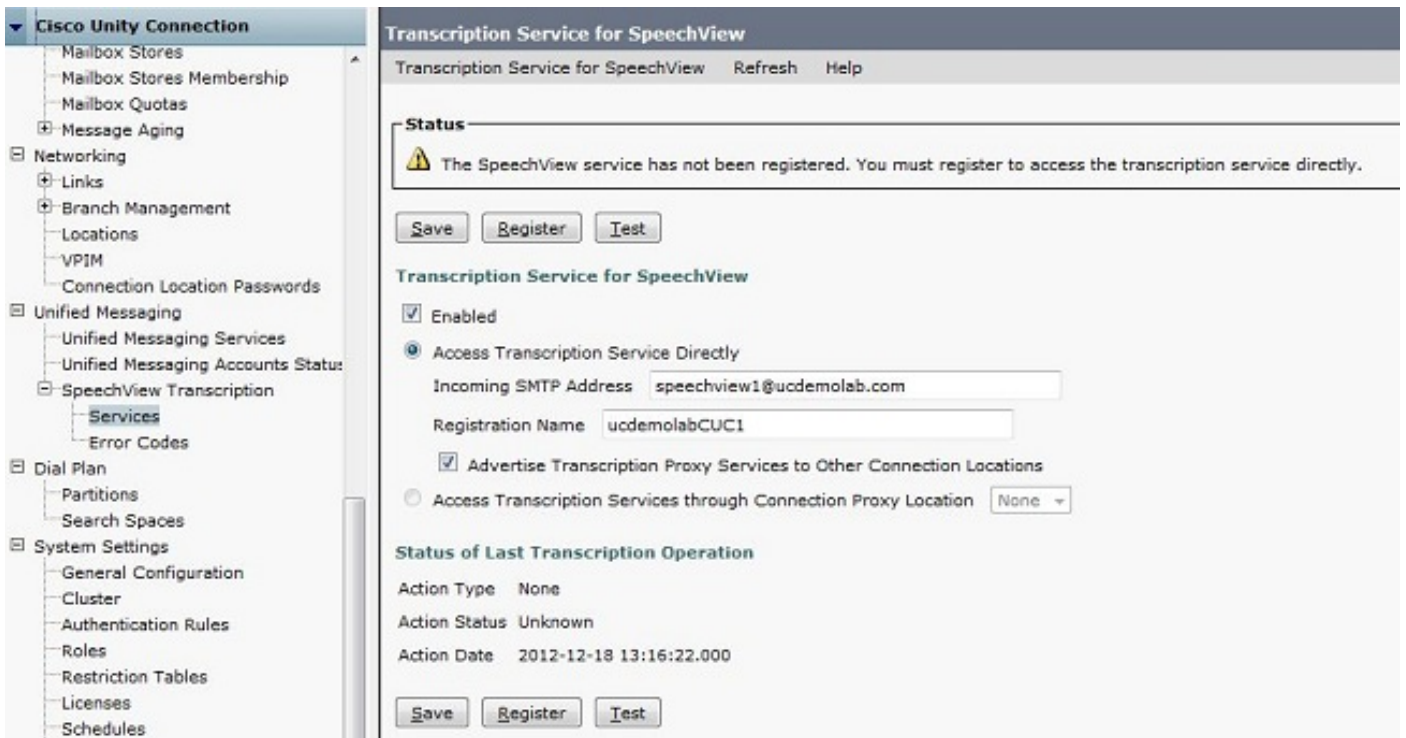 Cisco Unity Connection
Mailbox Stores
Mailbox Stores Membership
Mailbox Quotas
Message Aging
Networking
Links
Branch Management
Locations
VPIM
Connection Location Passwords
Unified Messaging
Unified Messaging Services
Unified Messaging Accounts Statu
SpeechView Transcription
Services
Error Codes
Dial Plan
Partitions
Search Spaces
System Settings
General Configuration
Cluster
Authentication Rules
Roles
Restriction Tables
Licenses
Schedules
Transcription Service for SpeechView
Transcription Service for SpeechView Refresh Help
Status
The SpeechView service has not been registered. You must register to access the transcription service directly.
Save Register Test
Transcription Service for SpeechView
Enabled
Access Transcription Service Directly
Incoming SMTP Address speechview1@ucdemolab.com
Registration Name ucdemolabCUC1
Advertise Transcription Proxy Services to Other Connection Locations
Access Transcription Services through Connection Proxy Location None
Status of Last Transcription Operation
Action Type None
Action Status Unknown
Action Date 2012-12-18 13:16:22.000
Save Register Test